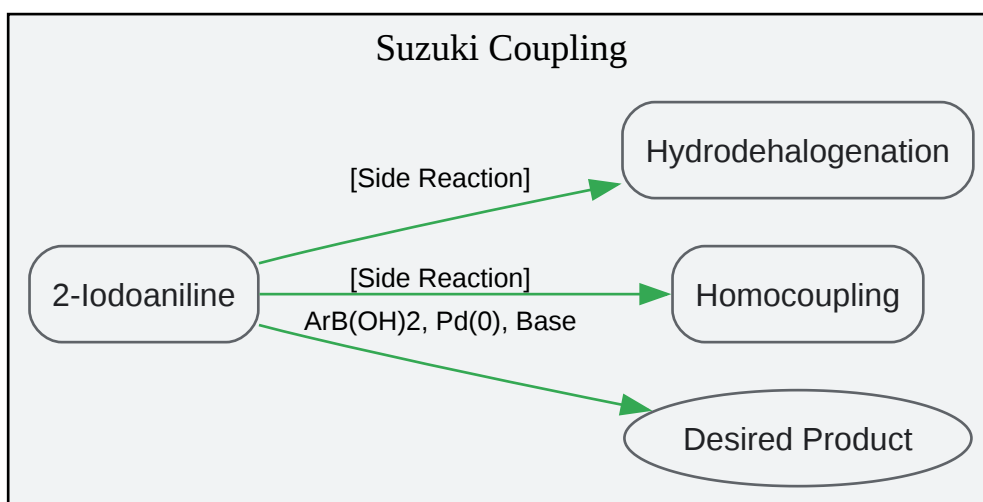 Suzuki Coupling
Hydrodehalogenation
[Side Reaction]
2-Iodoaniline
[Side Reaction]
Homocoupling
ArB(OH)2, Pd(0), Base
Desired Product